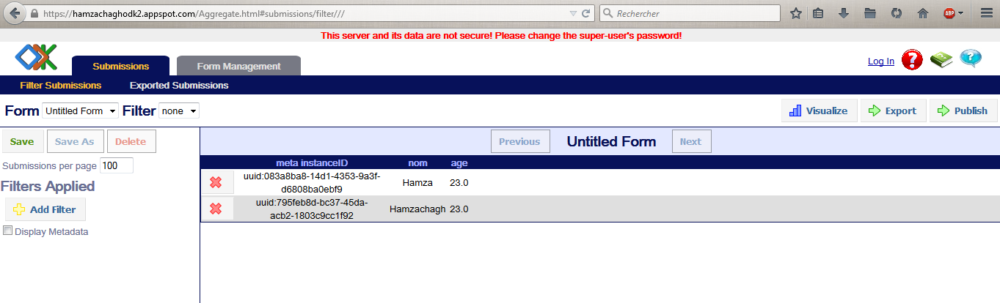 https://hamzachaghodk2.appspot.com/Aggregate.html#submissions/filter///
Rechercher
ABP
This server and its data are not secure! Please change the super-user's password!
Submissions
Form Management
Log In
Filter Submissions
Exported Submissions
Form Untitled Form Filter none
Visualize
Export
Publish
Save
Save As
Delete
Submissions per page 100
Filters Applied
Add Filter
Display Metadata
Previous
Untitled Form
Next
meta instanceID nom age
uuid:083a8ba8-14d1-4353-9a3f-
d6808ba0ebf9 Hamza 23.0
uuid:795feb8d-bc37-45da-
acb2-1803c9cc1f92 Hamzachagh 23.0